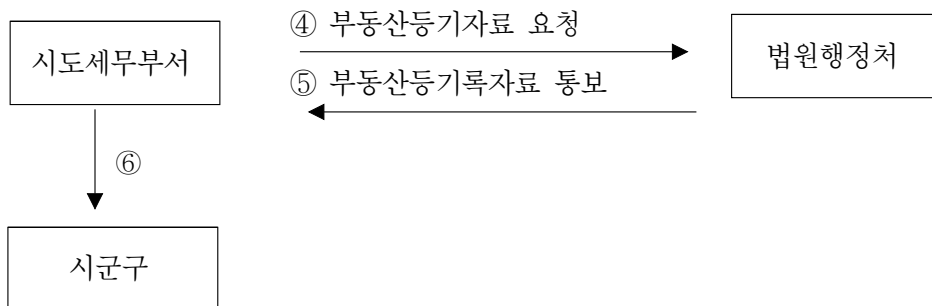 ④ 부동산등기자료 요청
시도세무부서
법원행정처
⑤ 부동산등기록자료 통보
⑥
시군구